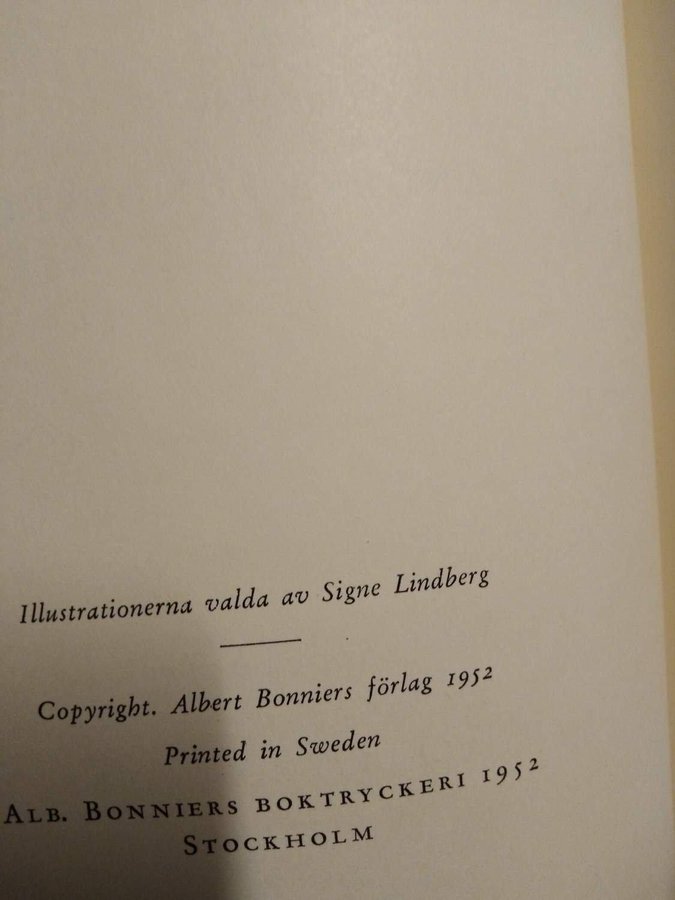 Illustrationerna valda av Signe Lindberg
Copyright. Albert Bonniers förlag 1952
Printed in Sweden
ALB. BONNIERS BOKTRYCKERI 1952
STOCKHOLM